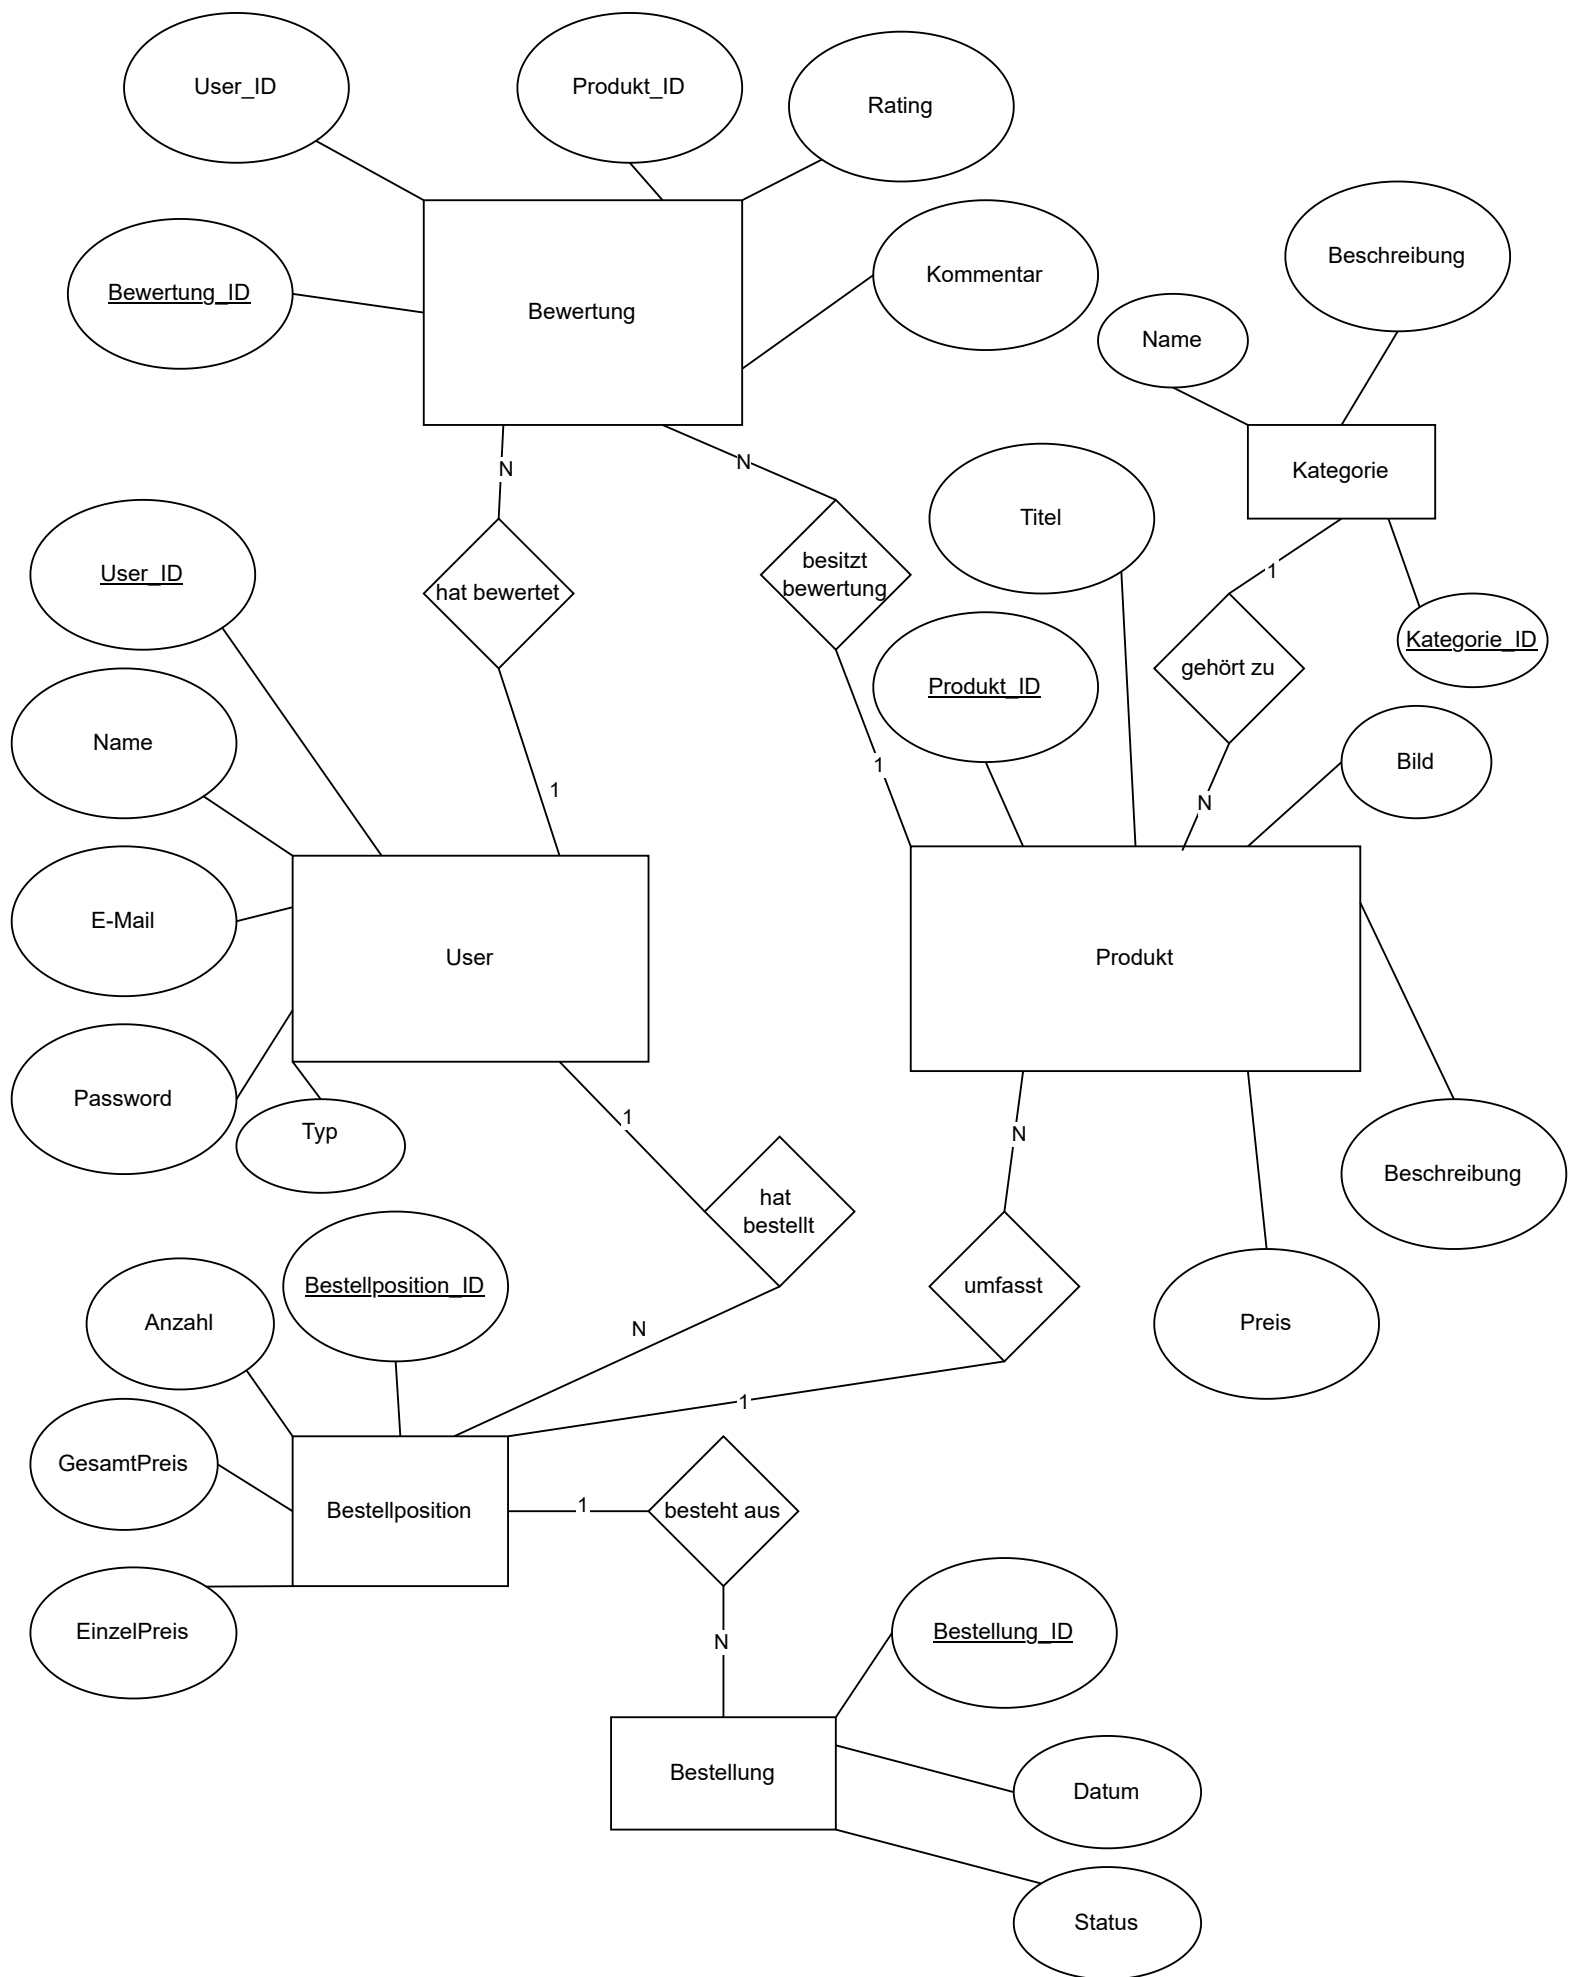 User_ID
Produkt_ID
Rating
Bewertung_ID
Bewertung
Kommentar
Beschreibung
Name
Kategorie
N
N
Titel
1
User_ID
hat bewertet
besitzt
bewertung
Kategorie_ID
Produkt_ID
gehört zu
Name
1
1
N
Bild
E-Mail
User
Produkt
Password
Typ
1
N
Beschreibung
hat
bestellt
Bestellposition_ID
umfasst
Anzahl
N
Preis
1
GesamtPreis
Bestellposition
1
besteht aus
EinzelPreis
N
Bestellung_ID
Bestellung
Datum
Status